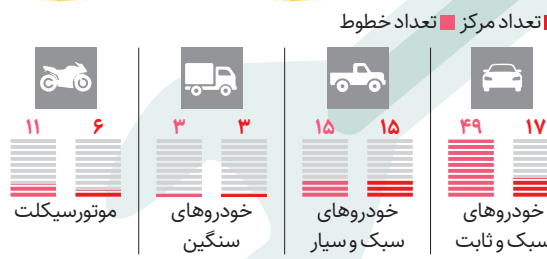 تعداد مرکز تعداد خطوط
۱۷ ۴۹
۱۵ ۱۵
۳ ۳
۶ ۱۱
خودروهای
سبک و ثابت
خودروهای
سبک و سیار
خودروهای
سنگین
موتورسیکلت